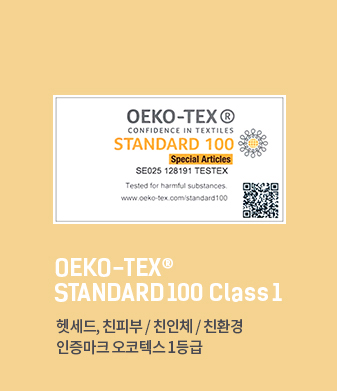 OEKO-TEX®
CONFIDENCE IN TEXTILES
STANDARD 100
Special Articles
SE025 128191 TESTEX
Tested for harmful substances.
www.oeko-tex.com/standard100
OEKO-TEX®
STANDARD 100 Class 1
헷세드, 친피부 / 친인체 / 친환경
인증마크 오코텍스 1등급